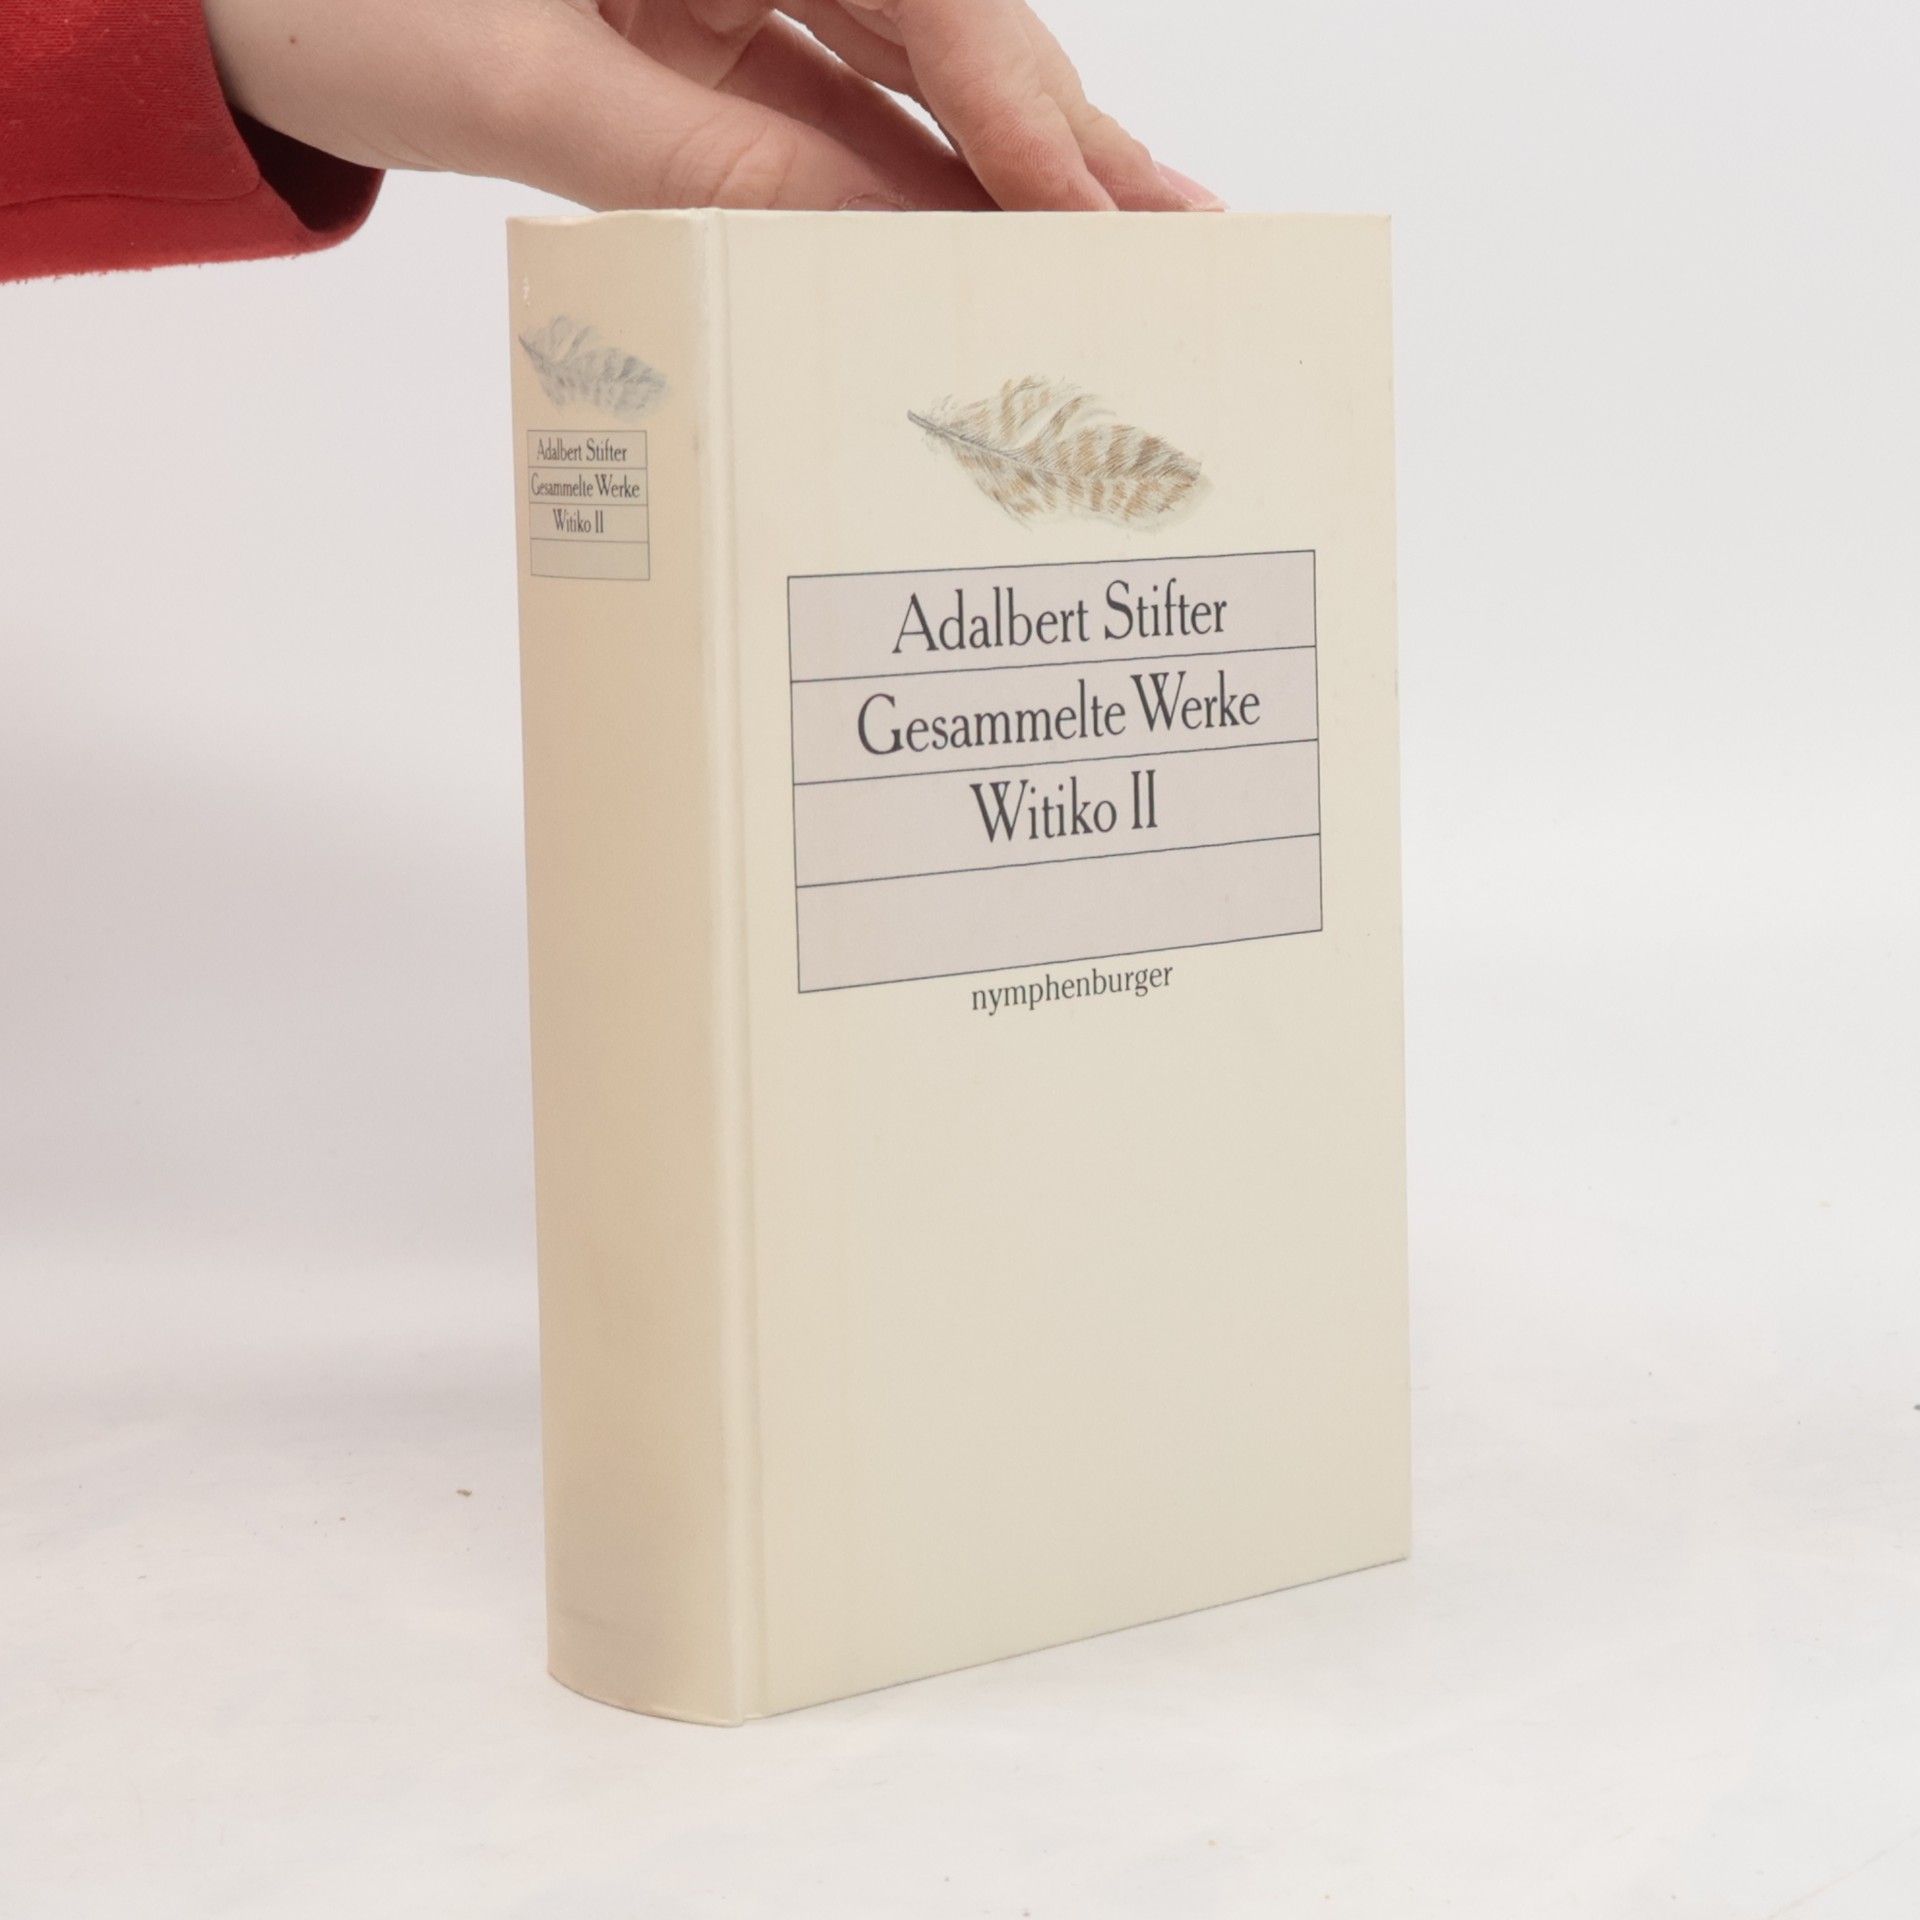 Adalbert Stifter
Gesammelte Werke
Witiko II
Adalbert Stifter
Gesammelte Werke
Witiko II
nymphenburger